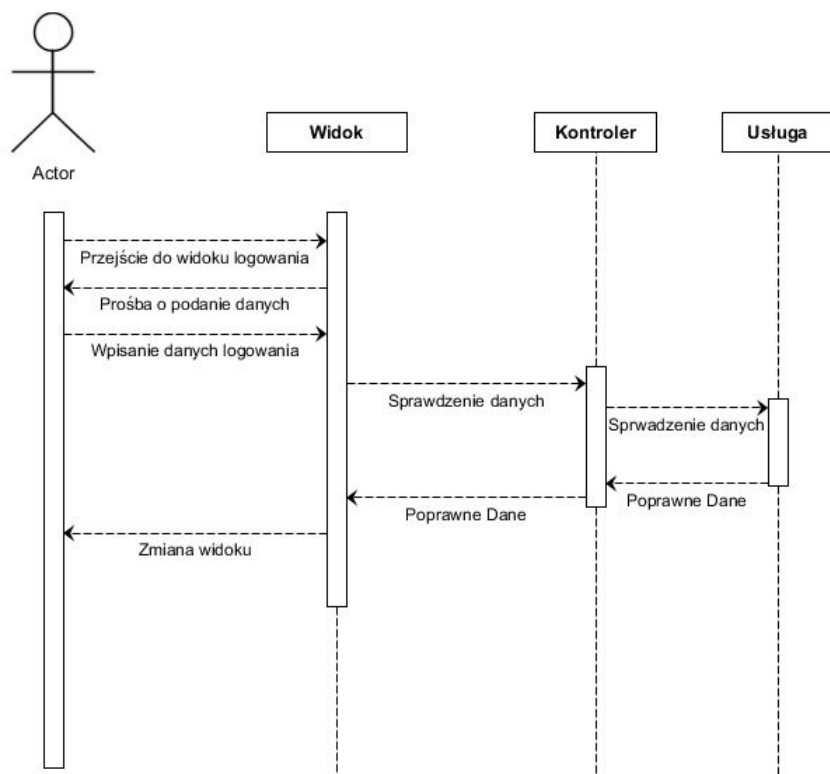 Widok
Kontroler
Usługa
Actor
Przejście do widoku logowania
Prośba o podanie danych
Wpisanie danych logowania
Sprawdzenie danych
Sprwadzenie danych
Poprawne Dane
Poprawne Dane
Zmiana widoku